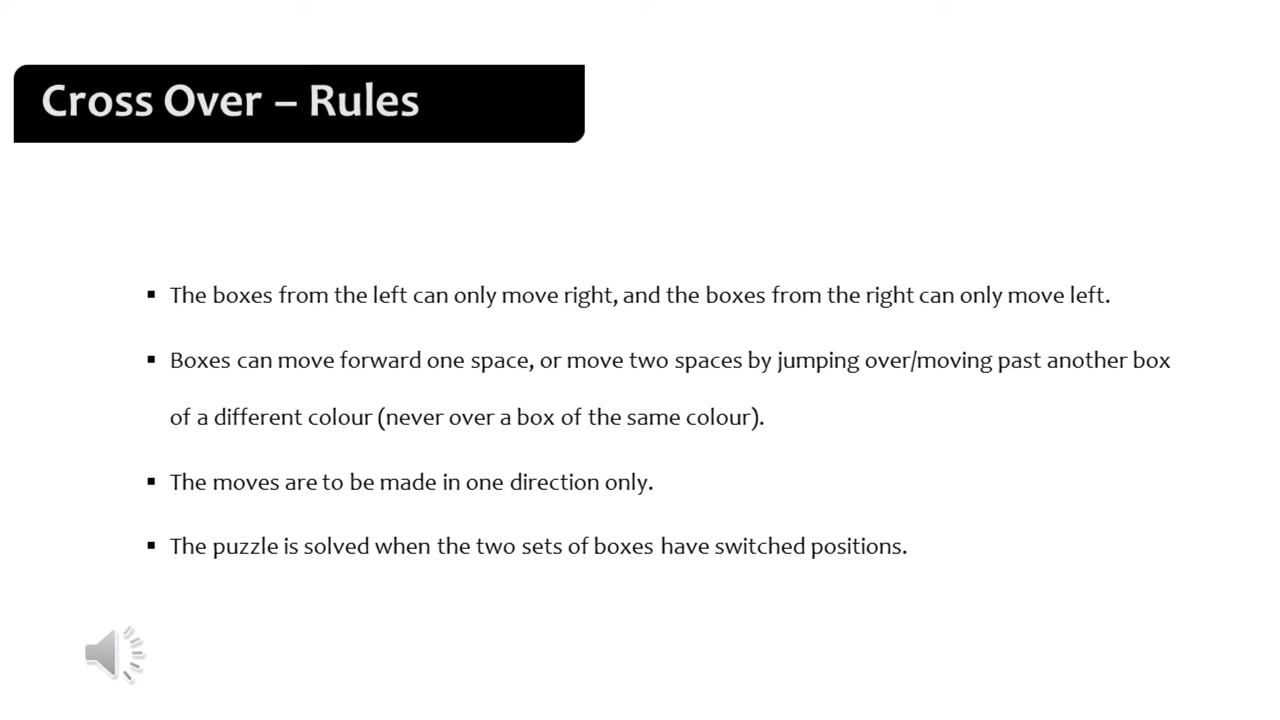 Cross Over – Rules
▪ The boxes from the left can only move right, and the boxes from the right can only move left.
▪ Boxes can move forward one space, or move two spaces by jumping over/moving past another box
of a different colour (never over a box of the same colour).
▪ The moves are to be made in one direction only.
▪ The puzzle is solved when the two sets of boxes have switched positions.